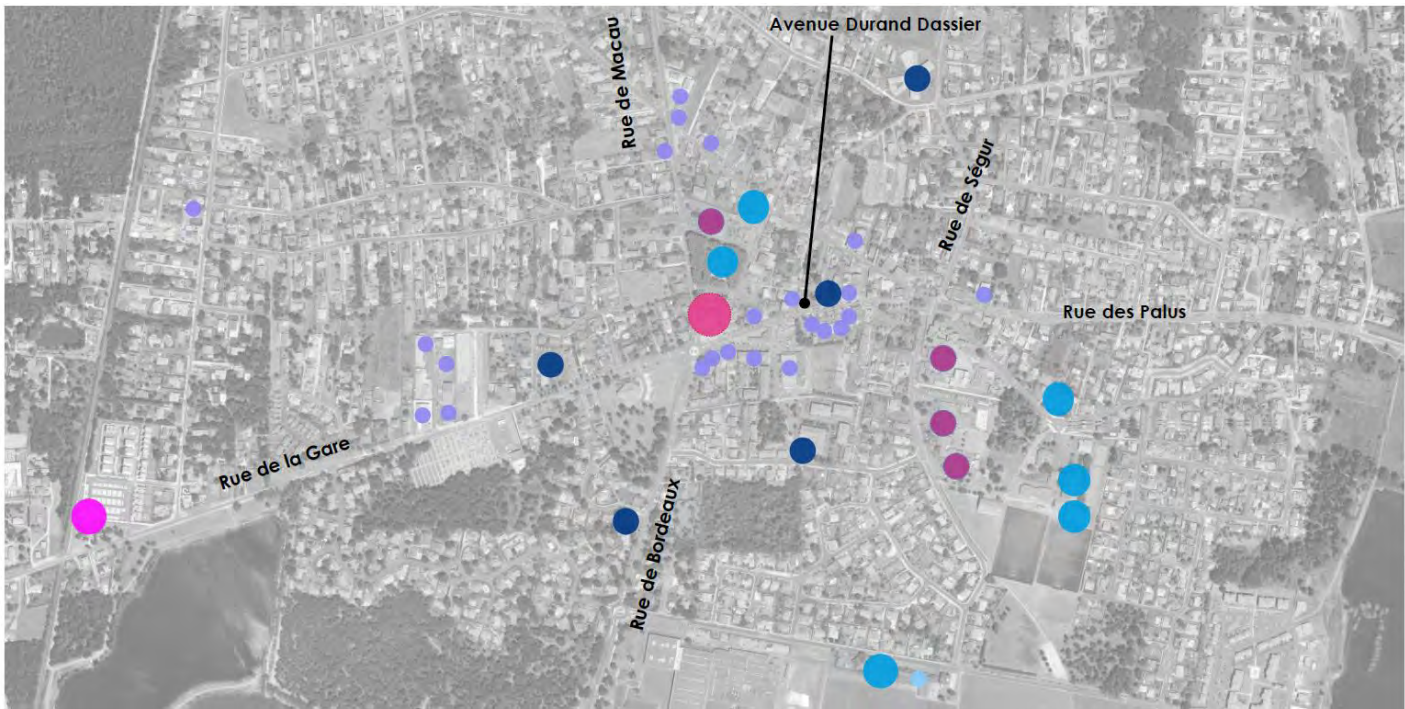 Avenue Durand Dassier
Rue de Macau
Rue de Ségur
Rue des Palus
Rue de la Gare
Rue de Bordeaux